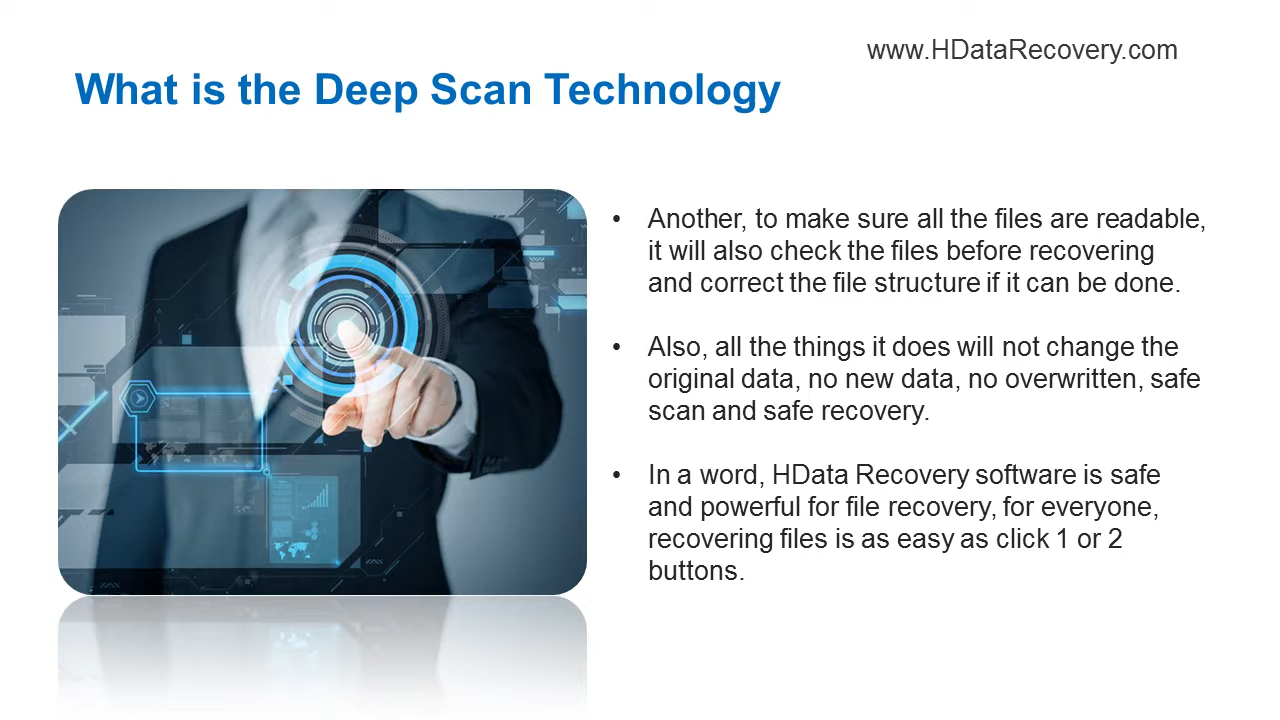 www.HDataRecovery.com
What is the Deep Scan Technology
• Another, to make sure all the files are readable,
it will also check the files before recovering
and correct the file structure if it can be done.
• Also, all the things it does will not change the
original data, no new data, no overwritten, safe
scan and safe recovery.
• In a word, HData Recovery software is safe
and powerful for file recovery, for everyone,
recovering files is as easy as click 1 or 2
buttons.